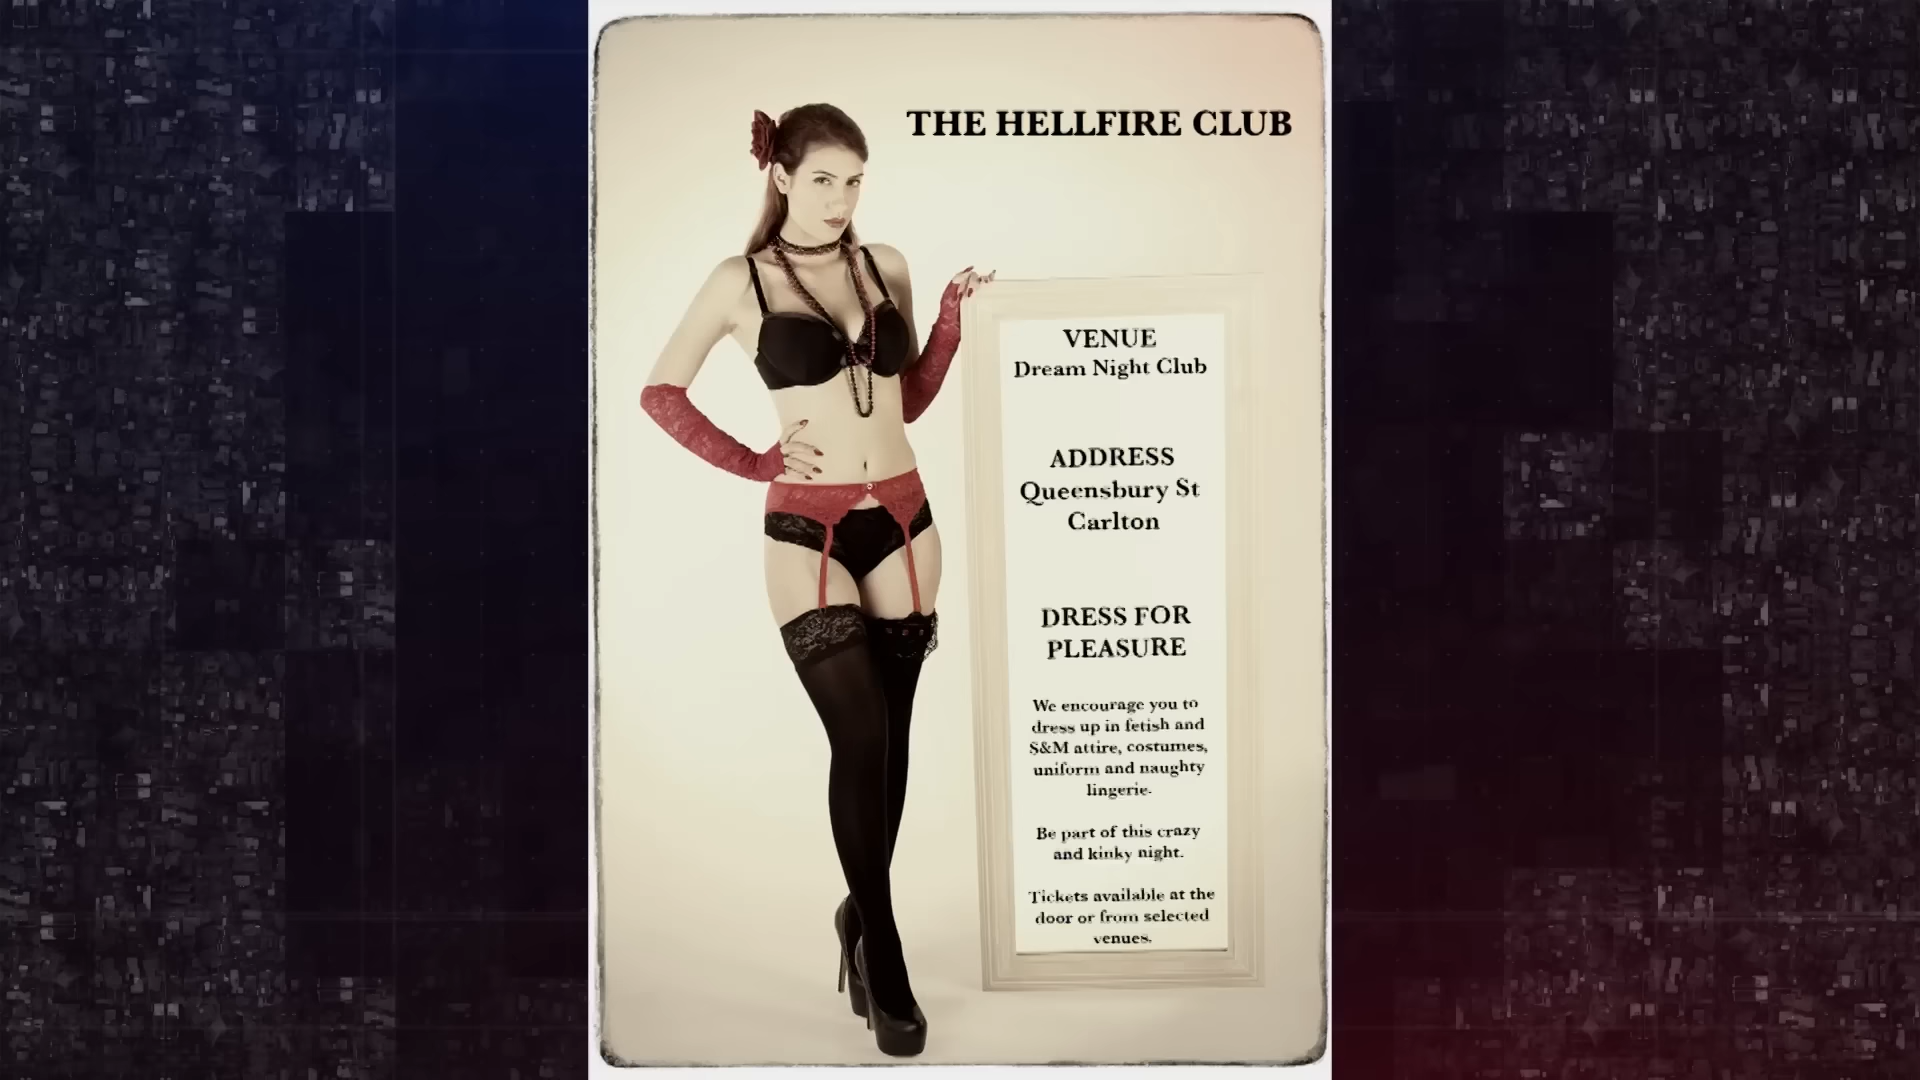 THE HELLFIRE CLUB
VENUE
Dream Night Club
ADDRESS
Queensbury St
Carlton
DRESS FOR
PLEASURE
We encourage you to
dress up in fetish and
S&M attire, costumes,
uniform and naughty
lingerie.
Be part of this crazy
and kinky night.
Tickets available at the
door or from selected
venues.